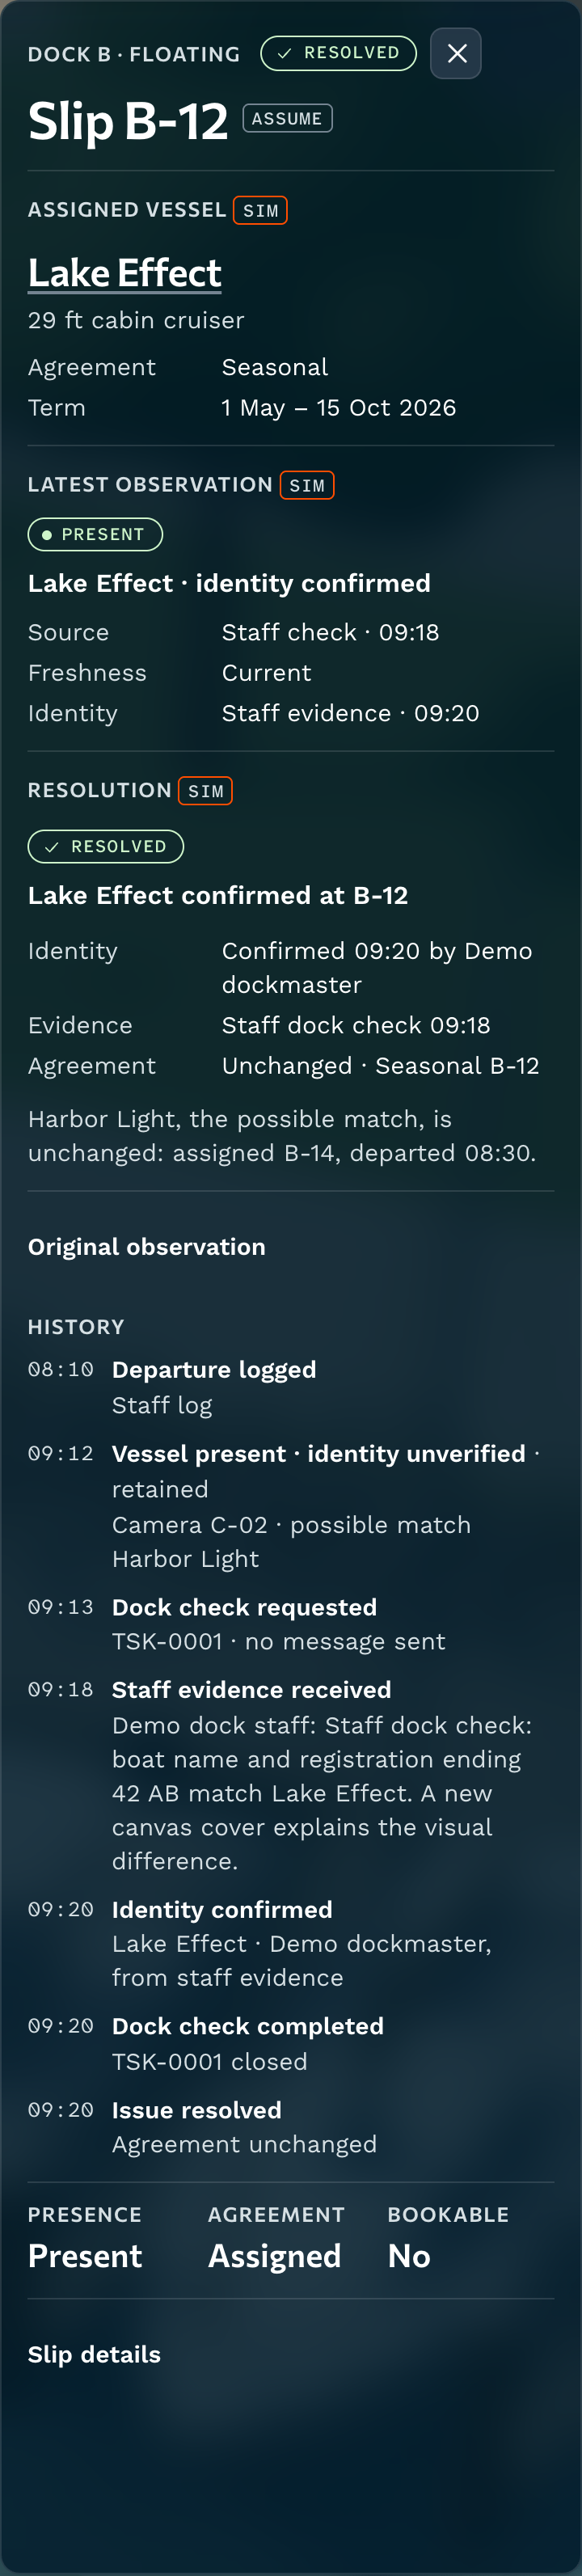 DOCK B · FLOATING RESOLVED
Slip B-12 ASSUME
ASSIGNED VESSEL SIM
Lake Effect
29 ft cabin cruiser
Agreement Seasonal
Term 1 May – 15 Oct 2026
LATEST OBSERVATION SIM
PRESENT
Lake Effect · identity confirmed
Source Staff check · 09:18
Freshness Current
Identity Staff evidence · 09:20
RESOLUTION SIM
RESOLVED
Lake Effect confirmed at B-12
Identity Confirmed 09:20 by Demo
dockmaster
Evidence Staff dock check 09:18
Agreement Unchanged · Seasonal B-12
Harbor Light, the possible match, is
unchanged: assigned B-14, departed 08:30.
Original observation
HISTORY
08:10 Departure logged
Staff log
09:12 Vessel present · identity unverified ·
retained
Camera C-02 · possible match
Harbor Light
09:13 Dock check requested
TSK-0001 · no message sent
09:18 Staff evidence received
Demo dock staff: Staff dock check:
boat name and registration ending
42 AB match Lake Effect. A new
canvas cover explains the visual
difference.
09:20 Identity confirmed
Lake Effect · Demo dockmaster,
from staff evidence
09:20 Dock check completed
TSK-0001 closed
09:20 Issue resolved
Agreement unchanged
PRESENCE AGREEMENT BOOKABLE
Present Assigned No
Slip details